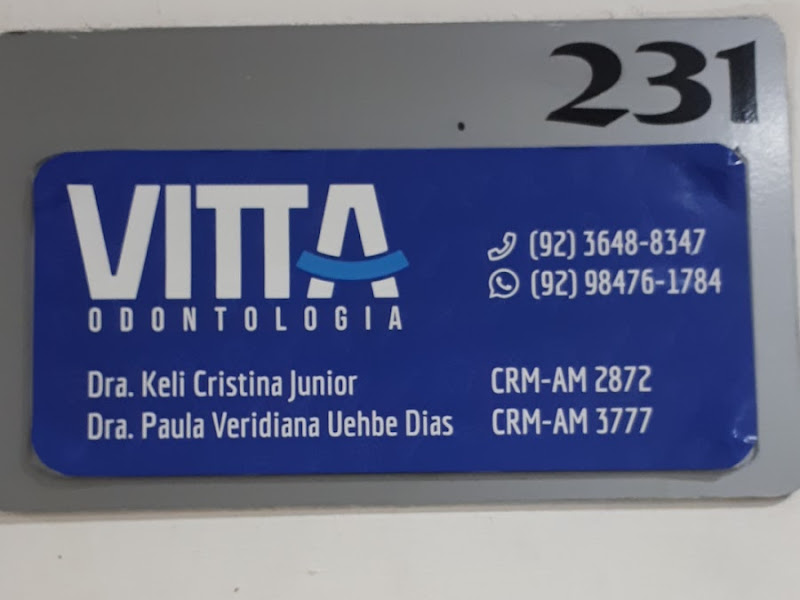 231
VITTA
ODONTOLOGIA
(92) 3648-8347
(92) 98476-1784
Dra. Keli Cristina Junior CRM-AM 2872
Dra. Paula Veridiana Uehbe Dias CRM-AM 3777